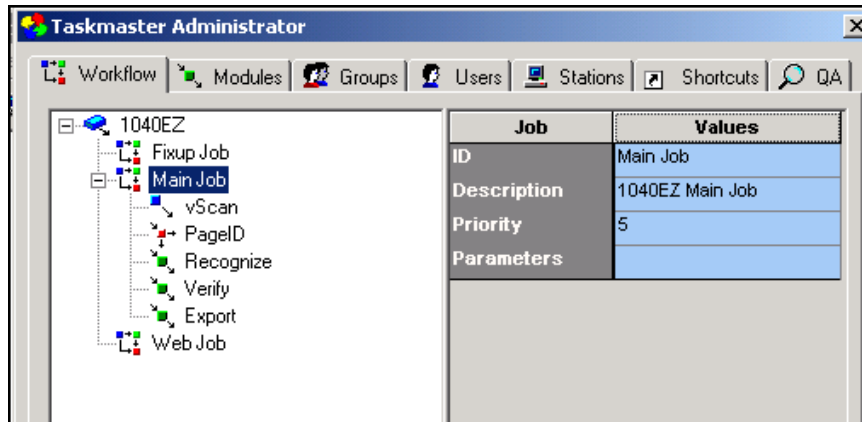 Taskmaster Administrator
Workflow Modules Groups Users Stations Shortcuts QA
1040EZ
Fixup Job
Main Job
vScan
PageID
Recognize
Verify
Export
Web Job
Job Values
ID Main Job
Description 1040EZ Main Job
Priority 5
Parameters